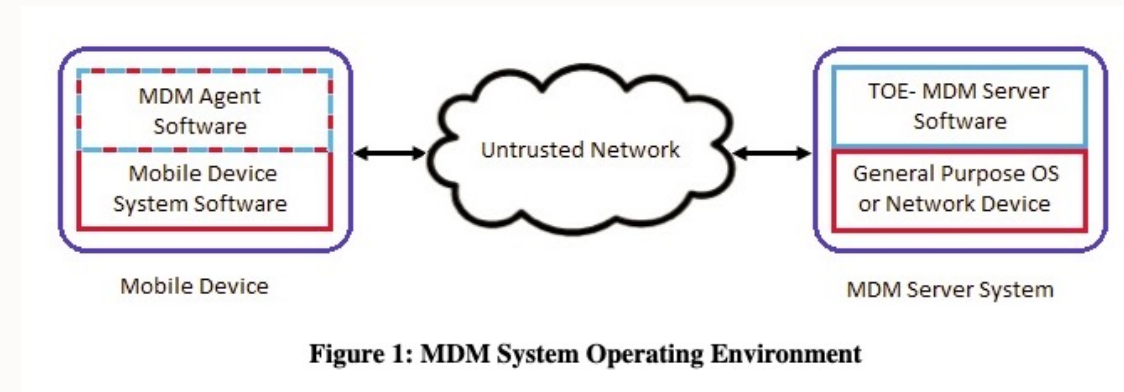 MDM Agent
Software
Mobile Device
System Software
Mobile Device
Untrusted Network
TOE- MDM Server
Software
General Purpose OS
or Network Device
MDM Server System
Figure 1: MDM System Operating Environment